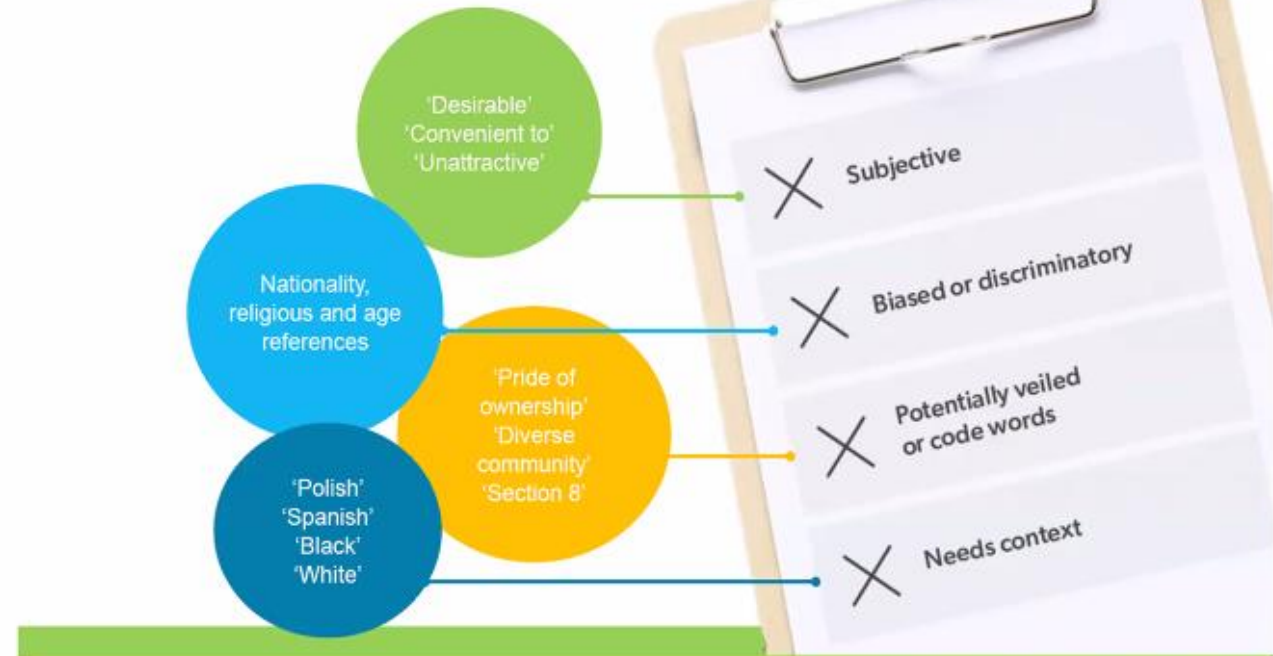 'Desirable'
'Convenient to'
'Unattractive'
Subjective
Nationality,
religious and age
references
Biased or discriminatory
'Pride of
ownership'
'Diverse
community'
'Section 8'
Potentially veiled
or code words
'Polish'
'Spanish'
'Black'
'White'
Needs context